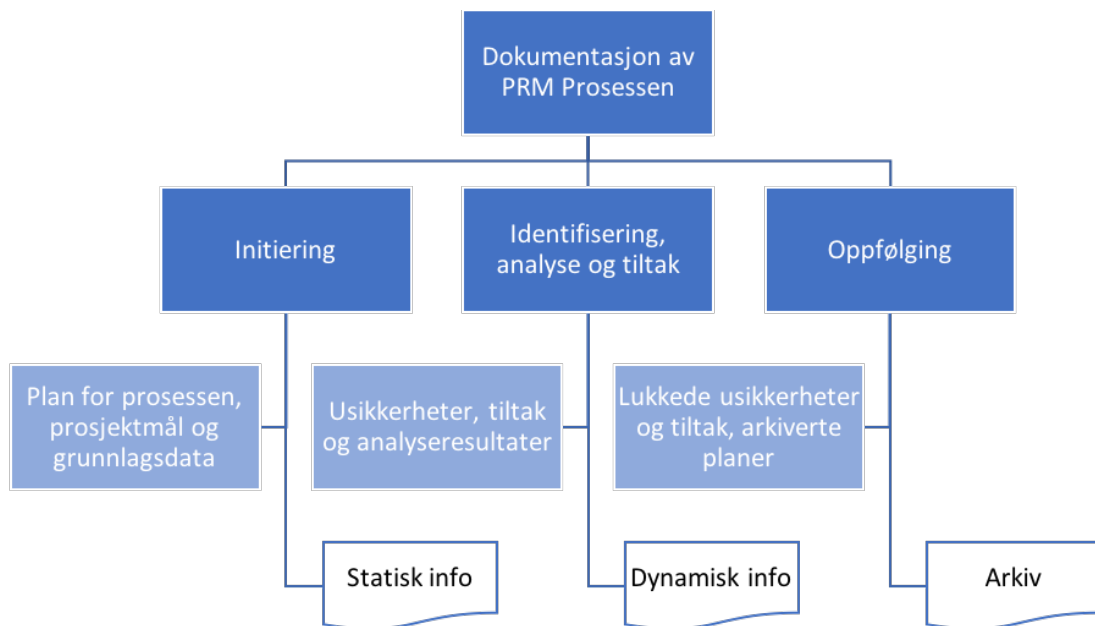 Dokumentasjon av
PRM Prosessen
Initiering
Identifisering,
analyse og tiltak
Oppfølging
Plan for prosessen,
prosjektmål og
grunnlagsdata
Usikkerheter, tiltak
og analyseresultater
Lukkede usikkerheter
og tiltak, arkiverte
planer
Statisk info
Dynamisk info
Arkiv